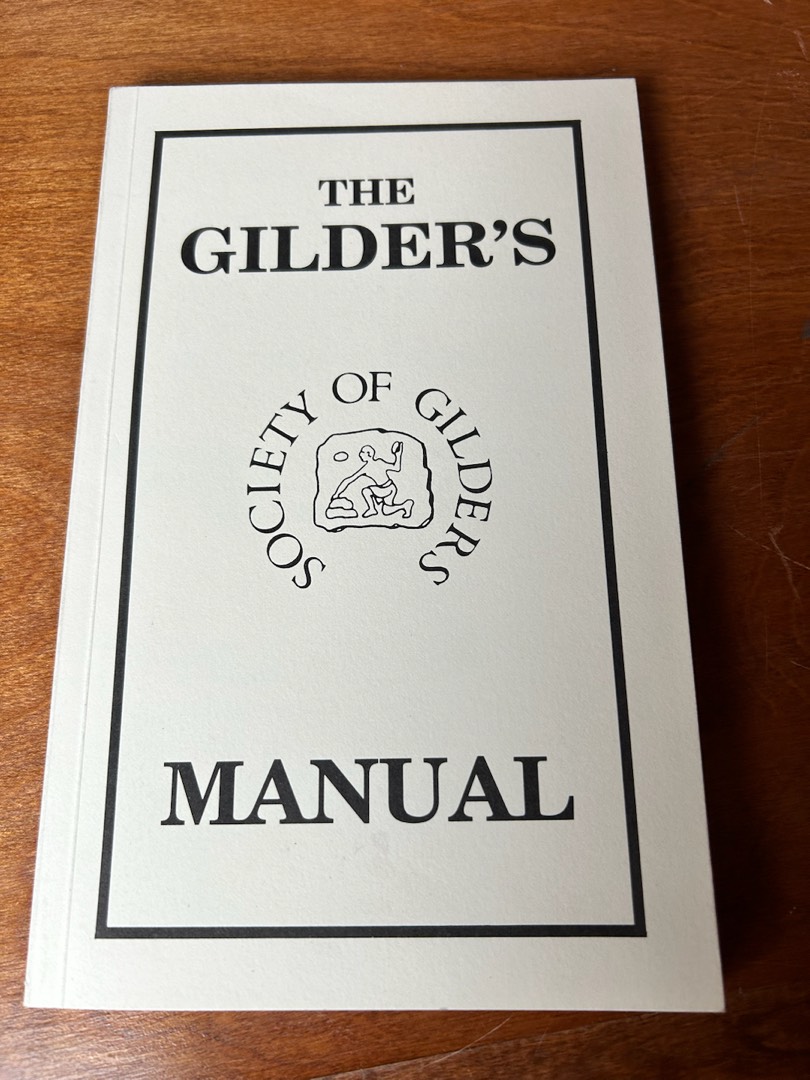 THE
GILDER’S
SOCIETY OF GILDERS
MANUAL